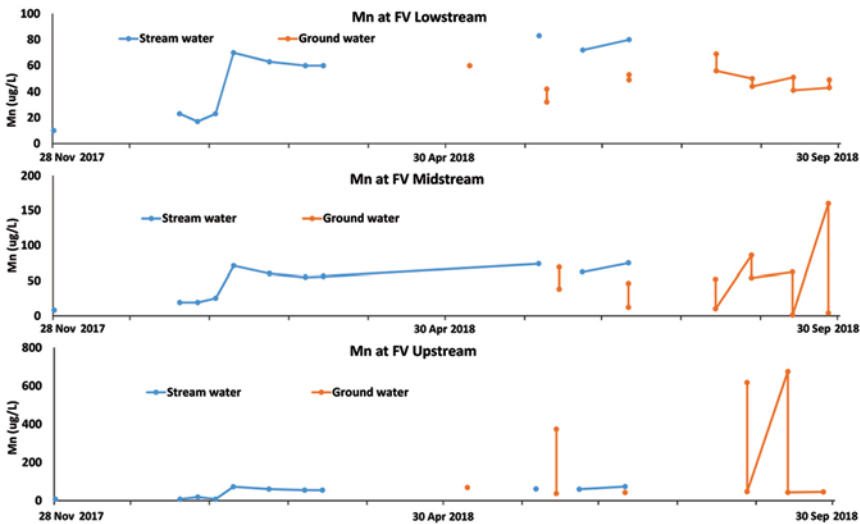 Mn at FV Lowstream
Stream water
Ground water
Mn (ug/L)
100
80
60
40
20
0
28 Nov 2017
30 Apr 2018
30 Sep 2018
Mn at FV Midstream
Stream water
Ground water
Mn (ug/L)
200
150
100
50
0
28 Nov 2017
30 Apr 2018
30 Sep 2018
Mn at FV Upstream
Stream water
Ground water
Mn (ug/L)
800
600
400
200
0
28 Nov 2017
30 Apr 2018
30 Sep 2018